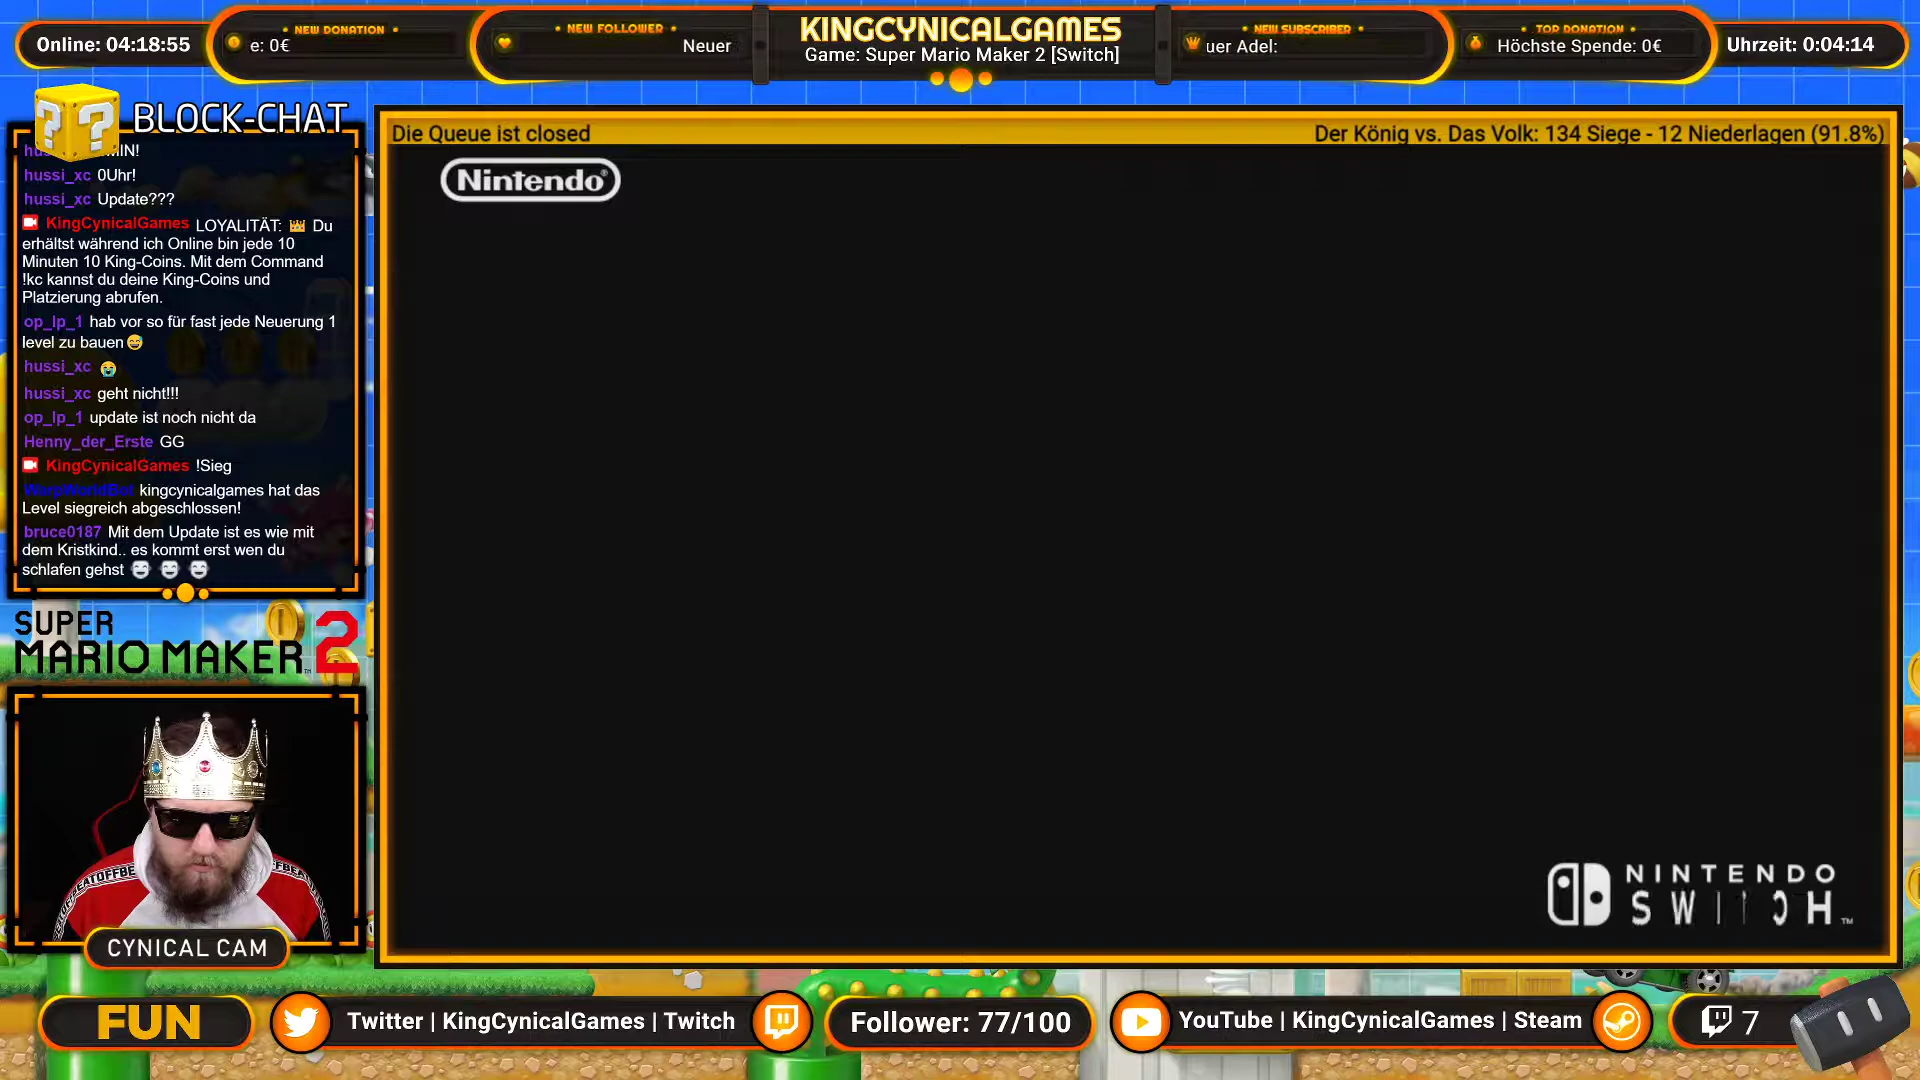 Online: 04:18:55
NEW DONATION
e: 0€
NEW FOLLOWER
Neuer
KINGCYNICALGAMES
Game: Super Mario Maker 2 [Switch]
NEW SUBSCRIBER
uer Adel:
TOP DONATION
Höchste Spende: 0€
Uhrzeit: 0:04:14
BLOCK-CHAT
MIN!
hussi_xc 0Uhr!
hussi_xc Update???
KingCynicalGames LOYALITÄT: 👑 Du
erhältst während ich Online bin jede 10
Minuten 10 King-Coins. Mit dem Command
!kc kannst du deine King-Coins und
Platzierung abrufen.
op_lp_1 hab vor so für fast jede Neuerung 1
level zu bauen😅
hussi_xc 😭
hussi_xc geht nicht!!!
op_lp_1 update ist noch nicht da
Henny_der_Erste GG
KingCynicalGames !Sieg
WarpWorldBot kingcynicalgames hat das
Level siegreich abgeschlossen!
bruce0187 Mit dem Update ist es wie mit
dem Kristkind.. es kommt erst wen du
schlafen gehst
SUPER
MARIO MAKER 2
CYNICAL CAM
Die Queue ist closed
Der König vs. Das Volk: 134 Siege - 12 Niederlagen (91.8%)
Nintendo®
NINTENDO
SWITCH™
FUN
Twitter | KingCynicalGames | Twitch
Follower: 77/100
YouTube | KingCynicalGames | Steam
7